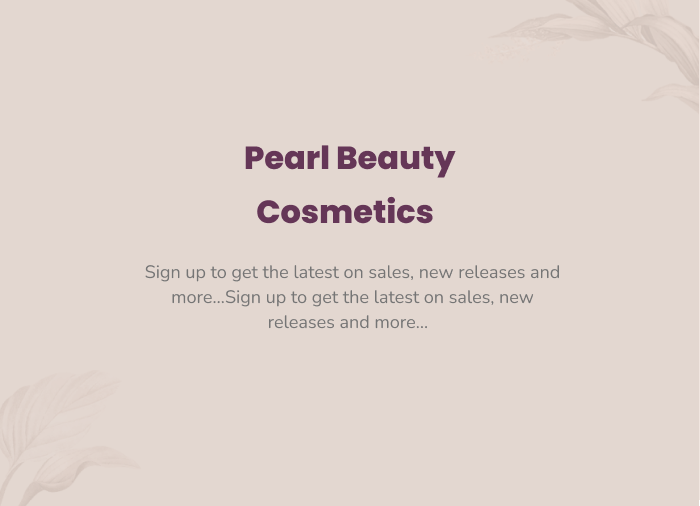 Pearl Beauty
Cosmetics
Sign up to get the latest on sales, new releases and
more...Sign up to get the latest on sales, new
releases and more...